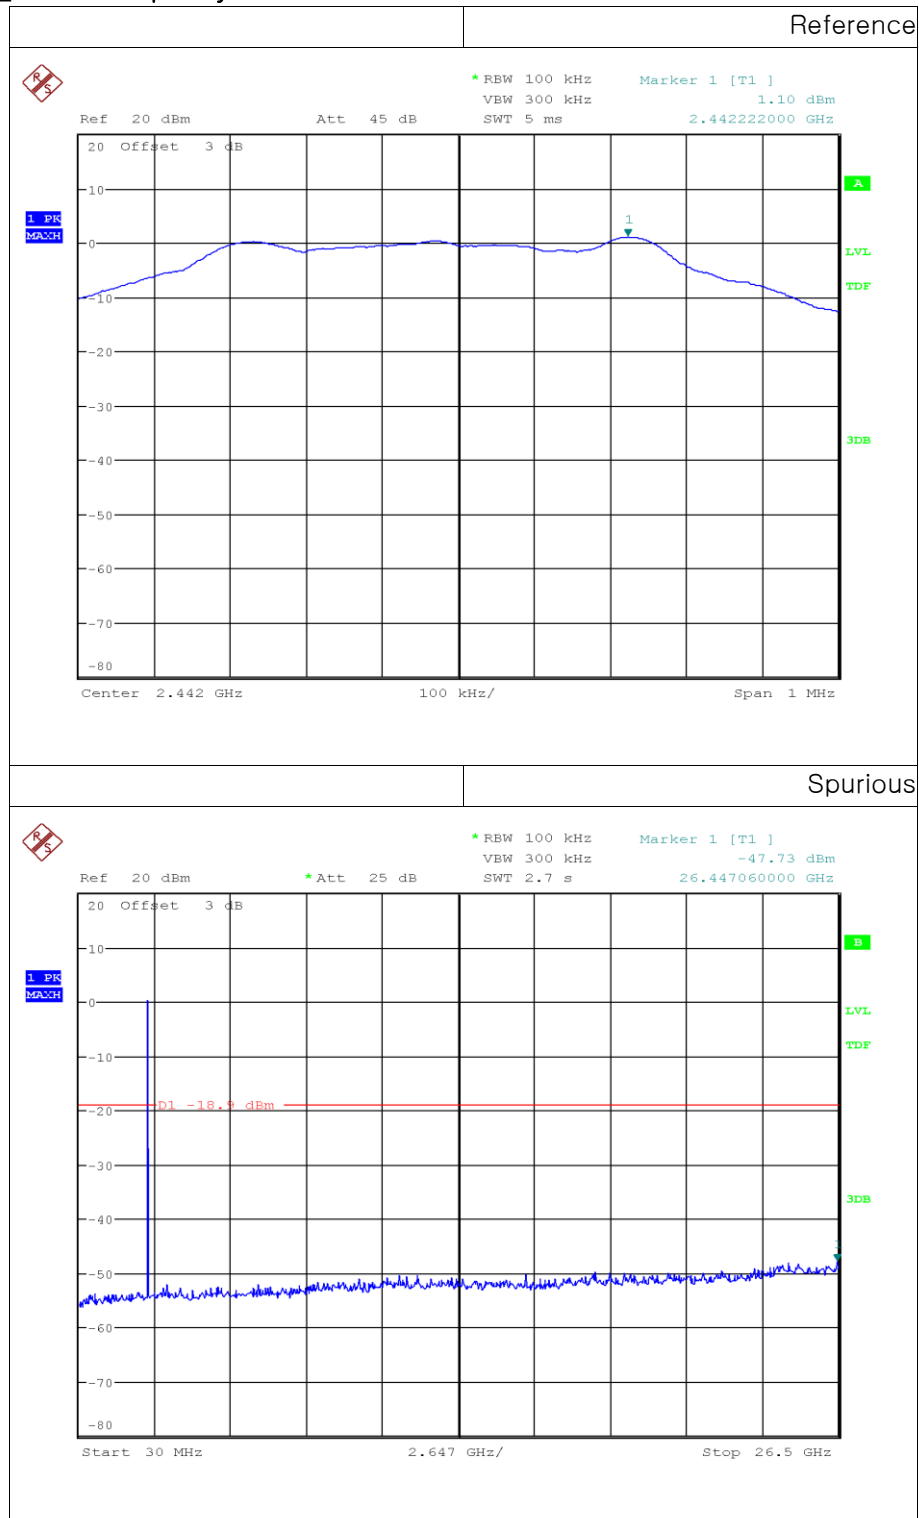 Reference
R S
* RBW 100 kHz Marker 1 [T1 ]
VBW 300 kHz 1.10 dBm
Ref 20 dBm Att 45 dB SWT 5 ms 2.442222000 GHz
20 Offset 3 dB
10
A
1 PK
MAXH
1
0
LVL
TDF
-10
-20
-30
3DB
-40
-50
-60
-70
-80
Center 2.442 GHz 100 kHz/ Span 1 MHz
Spurious
R S
* RBW 100 kHz Marker 1 [T1 ]
VBW 300 kHz -47.73 dBm
Ref 20 dBm * Att 25 dB SWT 2.7 s 26.447060000 GHz
20 Offset 3 dB
10
B
1 PK
MAXH
0
LVL
TDF
-10
D1 -18.9 dBm
-20
-30
3DB
-40
-50
-60
-70
-80
Start 30 MHz 2.647 GHz/ Stop 26.5 GHz